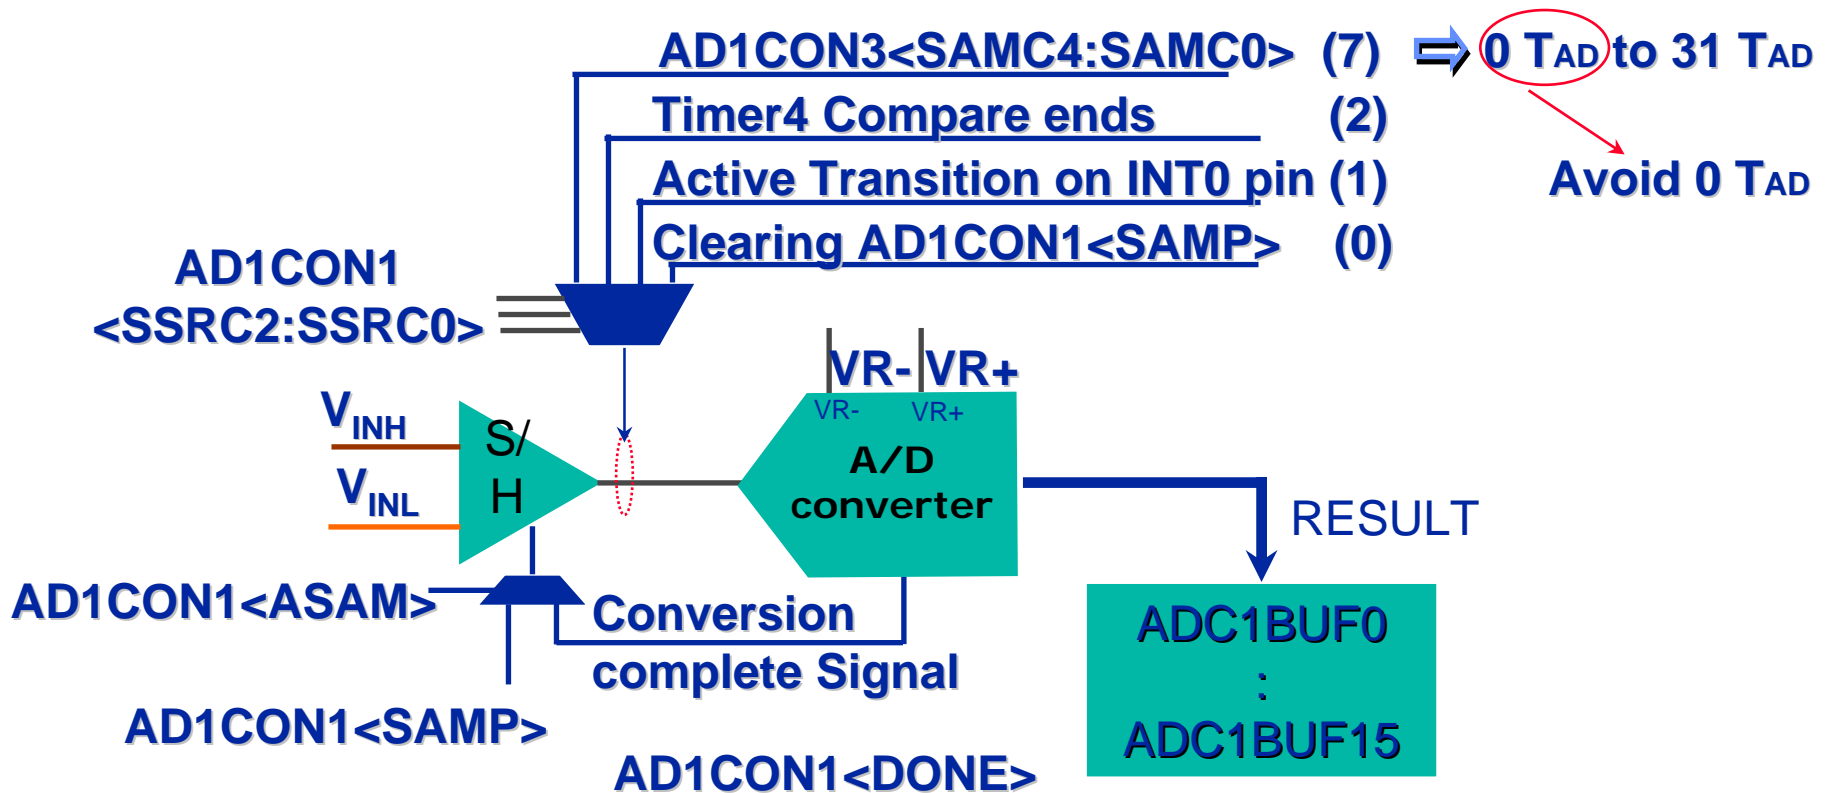 AD1CON3<SAMC4:SAMC0> (7) 0 TAD to 31 TAD
Timer4 Compare ends (2)
Active Transition on INT0 pin (1) Avoid 0 TAD
Clearing AD1CON1<SAMP> (0)
AD1CON1
<SSRC2:SSRC0>
VR- VR+
VR- VR+
VINH
S/
H
VINL
A/D
converter
RESULT
AD1CON1<ASAM>
Conversion
complete Signal
AD1CON1<SAMP>
AD1CON1<DONE>
ADC1BUF0
:
ADC1BUF15